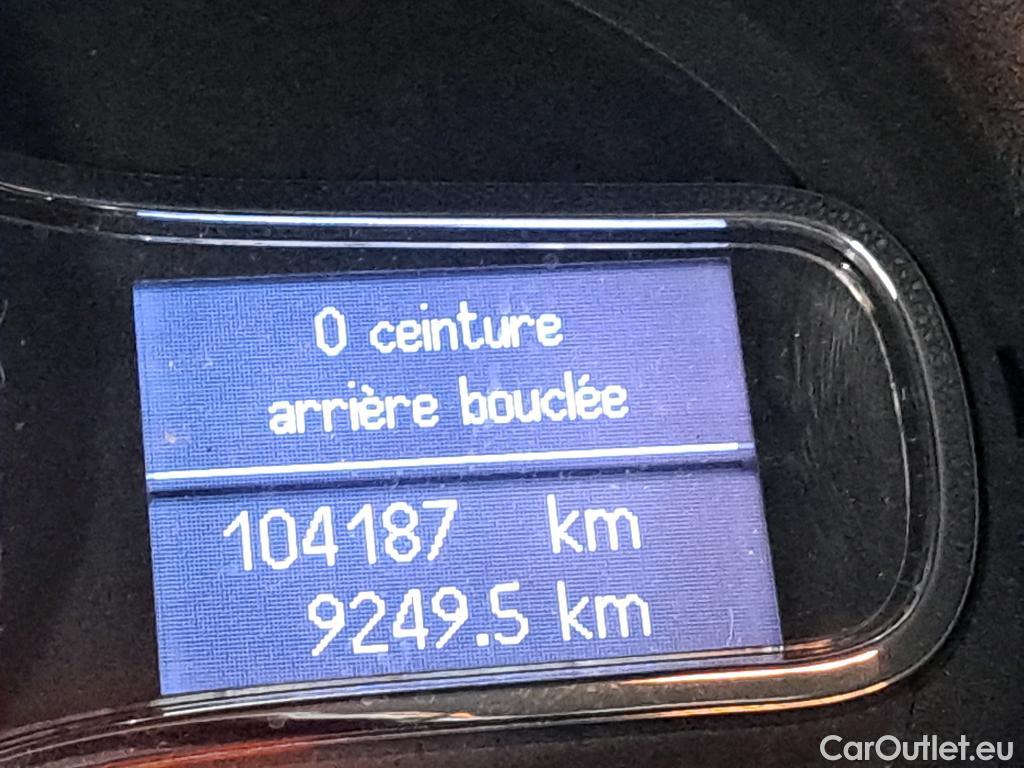 0 ceinture
arrière bouclée
104187 km
9249.5 km
CarOutlet.eu